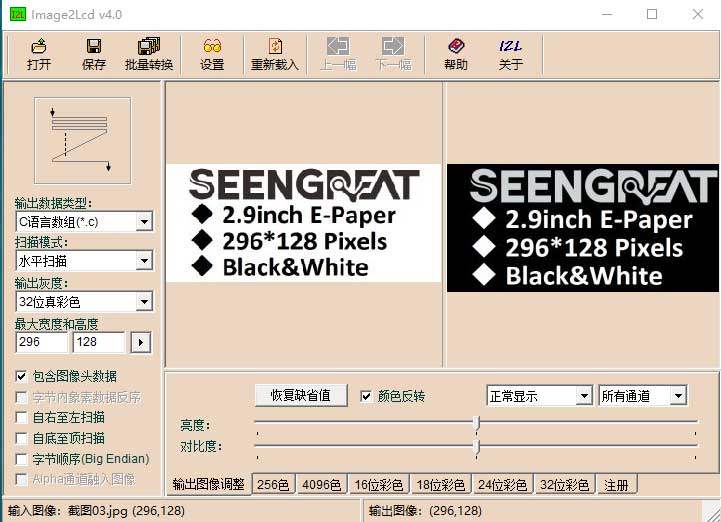 I2L Image2Lcd v4.0
打开 保存 批量转换 设置 重新载入 上一幅 下一幅 帮助 I2L 关于
输出数据类型:
C语言数组(*.c)
扫描模式:
水平扫描
输出灰度:
32位真彩色
最大宽度和高度
296 128
包含图像头数据
字节内象素数据反序
自右至左扫描
自底至顶扫描
字节顺序(Big Endian)
Alpha通道融入图像
SEENGREAT
2.9inch E-Paper
296*128 Pixels
Black&White
SEENGREAT
2.9inch E-Paper
296*128 Pixels
Black&White
恢复缺省值 颜色反转 正常显示 所有通道
亮度:
对比度:
输出图像调整 256色 4096色 16位彩色 18位彩色 24位彩色 32位彩色 注册
输入图像: 截图03.jpg (296,128) 输出图像: (296,128)